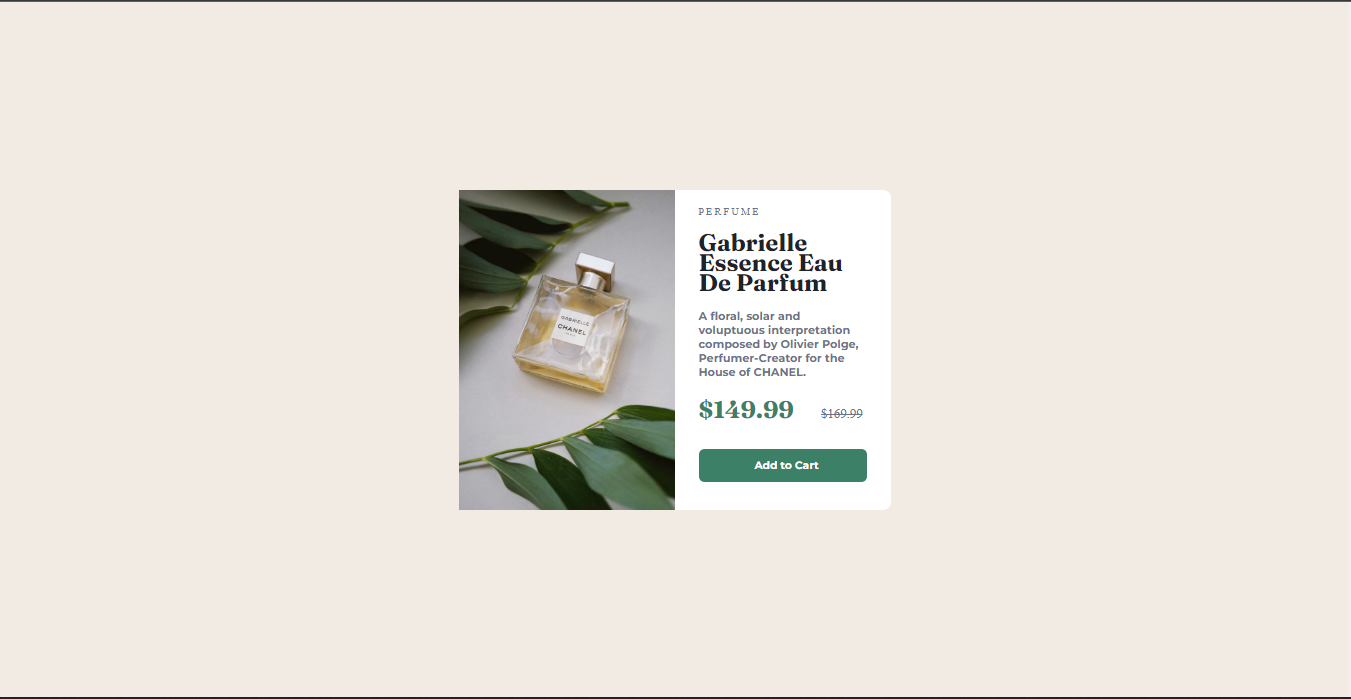 GABRIELLE
CHANEL
PERFUME
Gabrielle
Essence Eau
De Parfum
A floral, solar and
voluptuous interpretation
composed by Olivier Polge,
Perfumer-Creator for the
House of CHANEL.
$149.99 $169.99
Add to Cart